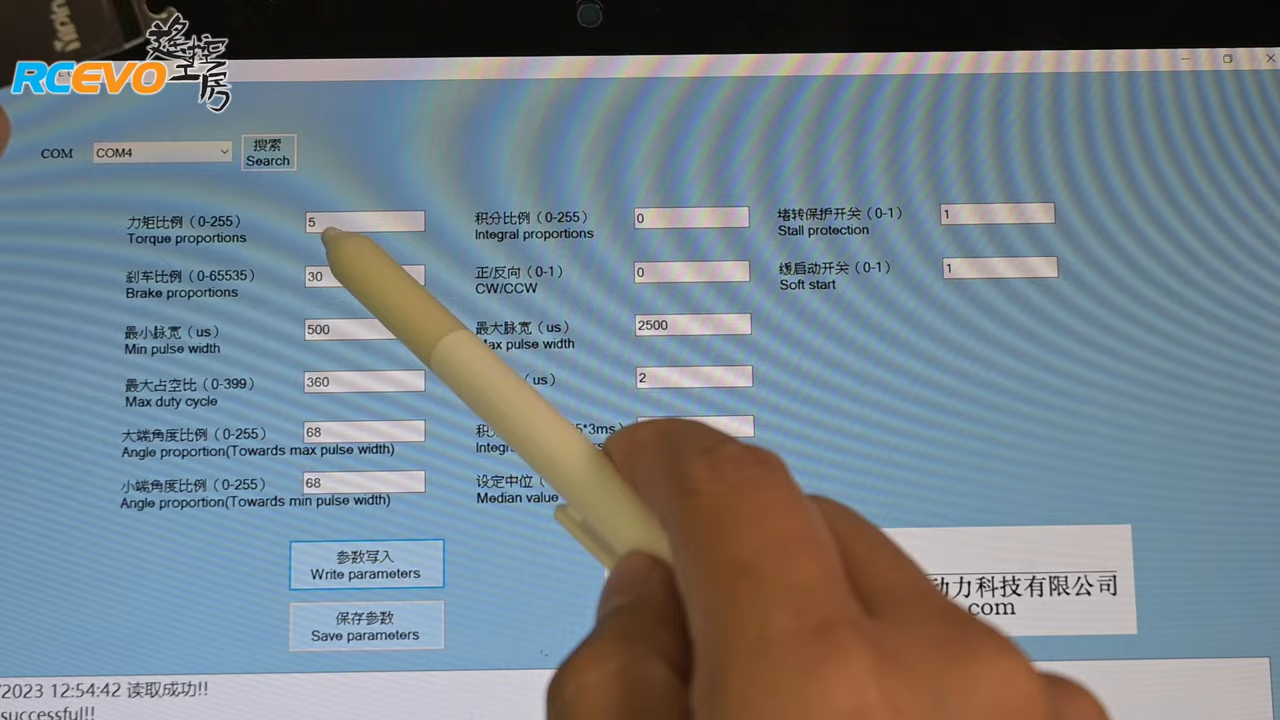 RCEVO
遙控工房
COM
COM4
搜索
Search
力矩比例（0-255）
Torque proportions
5
积分比例（0-255）
Integral proportions
0
堵转保护开关（0-1）
Stall protection
1
刹车比例（0-65535）
Brake proportions
30
正/反向（0-1）
CW/CCW
0
缓启动开关（0-1）
Soft start
1
最小脉宽（us）
Min pulse width
500
最大脉宽（us）
Max pulse width
2500
最大占空比（0-399）
Max duty cycle
360
us）
2
大端角度比例（0-255）
Angle proportion(Towards max pulse width)
68
5*3ms）
小端角度比例（0-255）
Angle proportion(Towards min pulse width)
68
设定中位（
Median value
参数写入
Write parameters
保存参数
Save parameters
动力科技有限公司
.com
/2023 12:54:42 读取成功!!
successful!!